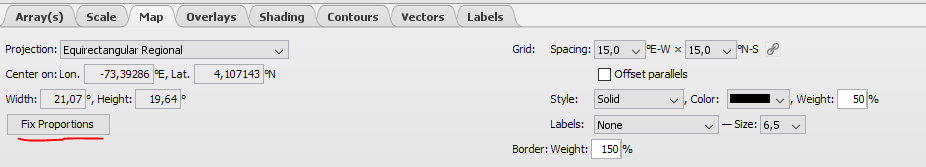 Array(s) Scale Map Overlays Shading Contours Vectors Labels
Projection: Equirectangular Regional
Center on: Lon. -73,39286 °E, Lat. 4,107143 °N
Width: 21,07 °, Height: 19,64 °
Fix Proportions
Grid: Spacing: 15,0 °E-W × 15,0 °N-S
Offset parallels
Style: Solid , Color: , Weight: 50 %
Labels: None — Size: 6,5
Border: Weight: 150 %